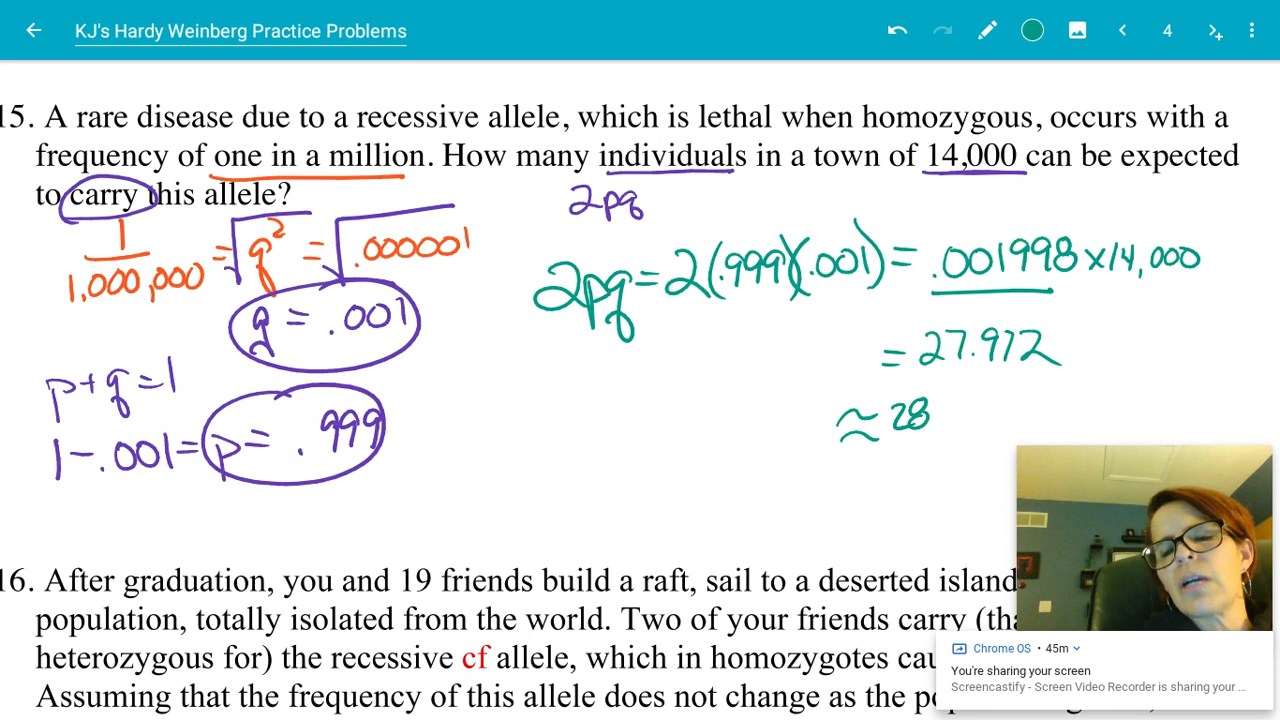 KJ's Hardy Weinberg Practice Problems
4
15. A rare disease due to a recessive allele, which is lethal when homozygous, occurs with a
frequency of one in a million. How many individuals in a town of 14,000 can be expected
to carry this allele?
2pq
1/1,000,000 = √q² = √.000001
q = .001
p+q=1
1-.001= p= .999
2pq = 2(.999)(.001) = .001998 x14,000
= 27.972
≈ 28
16. After graduation, you and 19 friends build a raft, sail to a deserted island
population, totally isolated from the world. Two of your friends carry
heterozygous for) the recessive cf allele, which in homozygotes
Assuming that the frequency of this allele does not change as the
Chrome OS • 45m
You're sharing your screen
Screencastify - Screen Video Recorder is sharing your ...